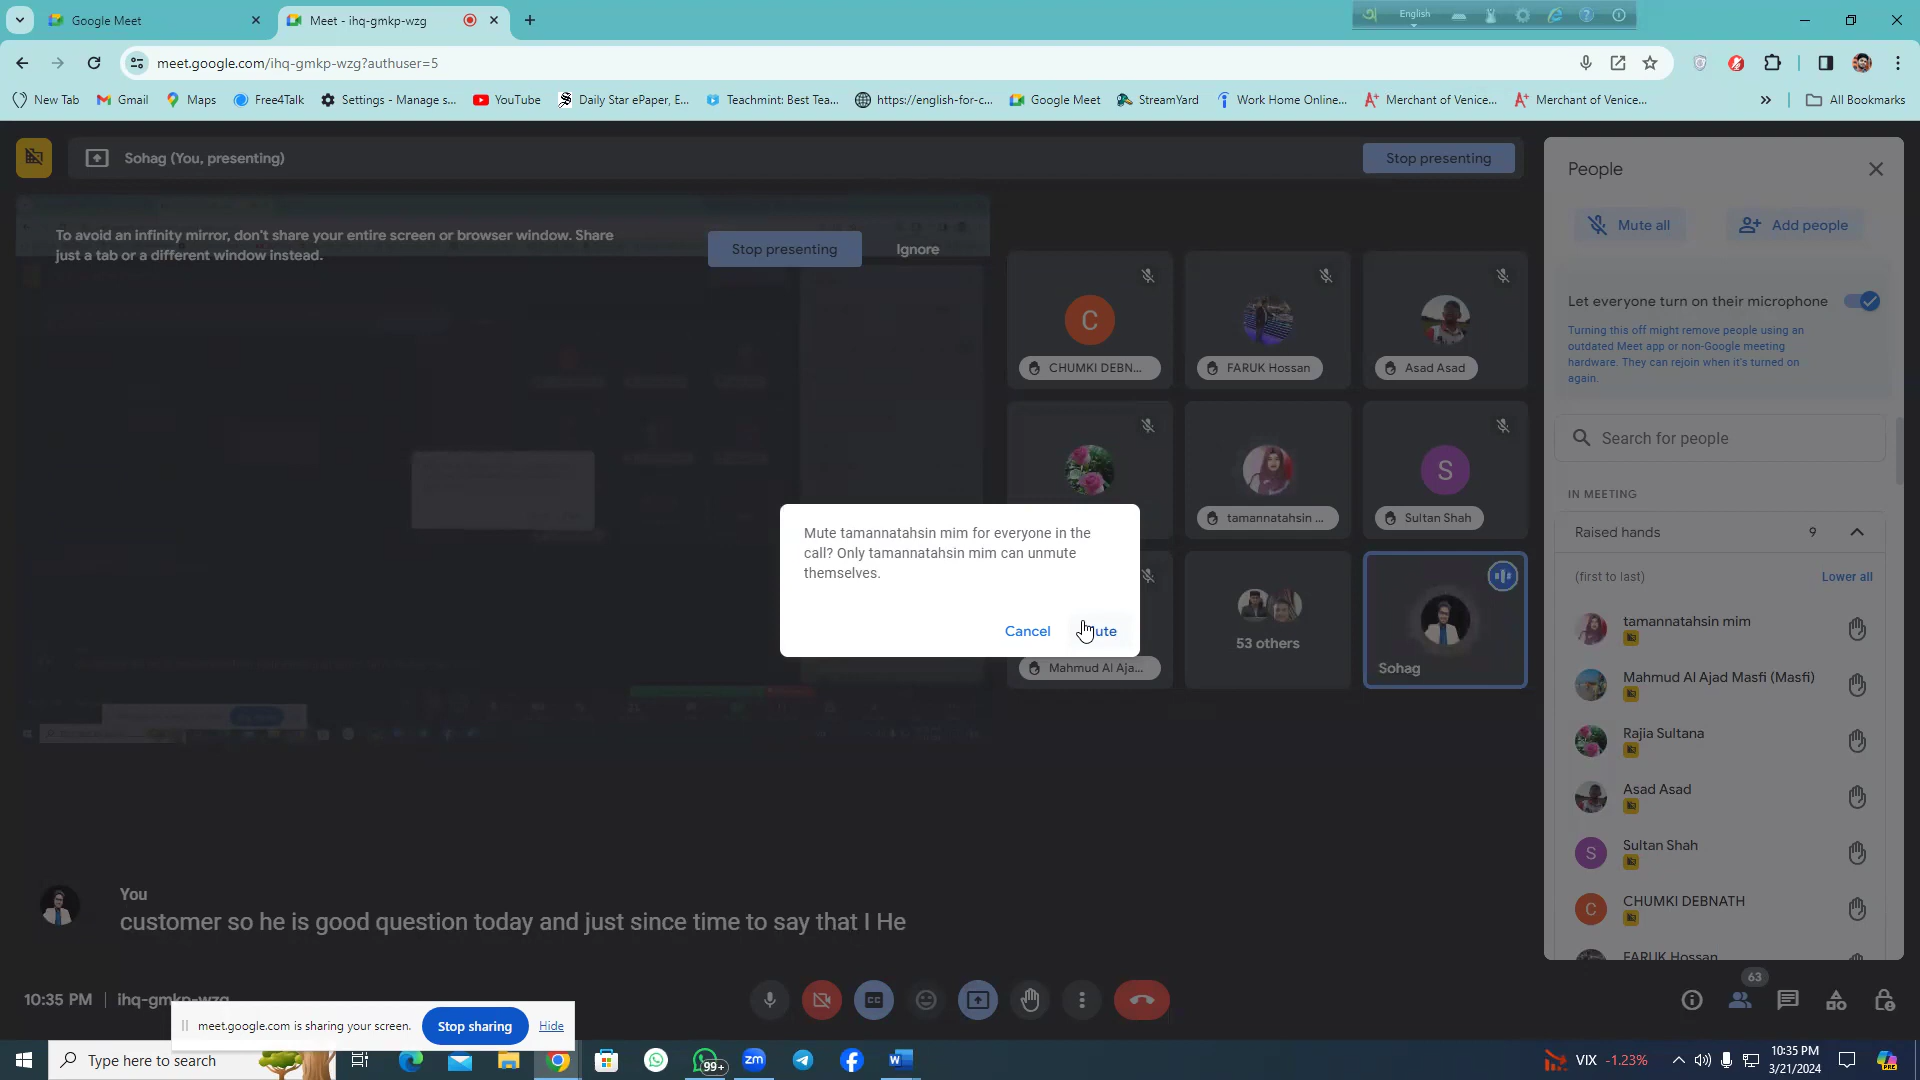 Google Meet
Meet - ihq-gmkp-wzg
English
meet.google.com/ihq-gmkp-wzg?authuser=5
New Tab
Gmail
Maps
Free4Talk
Settings - Manage s...
YouTube
Daily Star ePaper, E...
Teachmint: Best Tea...
https://english-for-c...
Google Meet
StreamYard
Work Home Online...
Merchant of Venice...
Merchant of Venice...
All Bookmarks
Sohag (You, presenting)
Stop presenting
To avoid an infinity mirror, don't share your entire screen or browser window. Share
just a tab or a different window instead.
Stop presenting
Ignore
C
CHUMKI DEBN...
FARUK Hossan
Asad Asad
tamannatahsin ...
S
Sultan Shah
Mahmud Al Aja...
53 others
Sohag
Mute tamannatahsin mim for everyone in the
call? Only tamannatahsin mim can unmute
themselves.
Cancel
Mute
People
Mute all
Add people
Let everyone turn on their microphone
Turning this off might remove people using an
outdated Meet app or non-Google meeting
hardware. They can rejoin when it's turned on
again.
Search for people
IN MEETING
Raised hands
9
(first to last)
Lower all
tamannatahsin mim
Mahmud Al Ajad Masfi (Masfi)
Rajia Sultana
Asad Asad
S
Sultan Shah
C
CHUMKI DEBNATH
FARUK Hossan
You
customer so he is good question today and just since time to say that I He
10:35 PM
ihq-gmkp-wzg
CC
63
meet.google.com is sharing your screen.
Stop sharing
Hide
Type here to search
99+
zm
W
VIX -1.23%
10:35 PM
3/21/2024
PRE